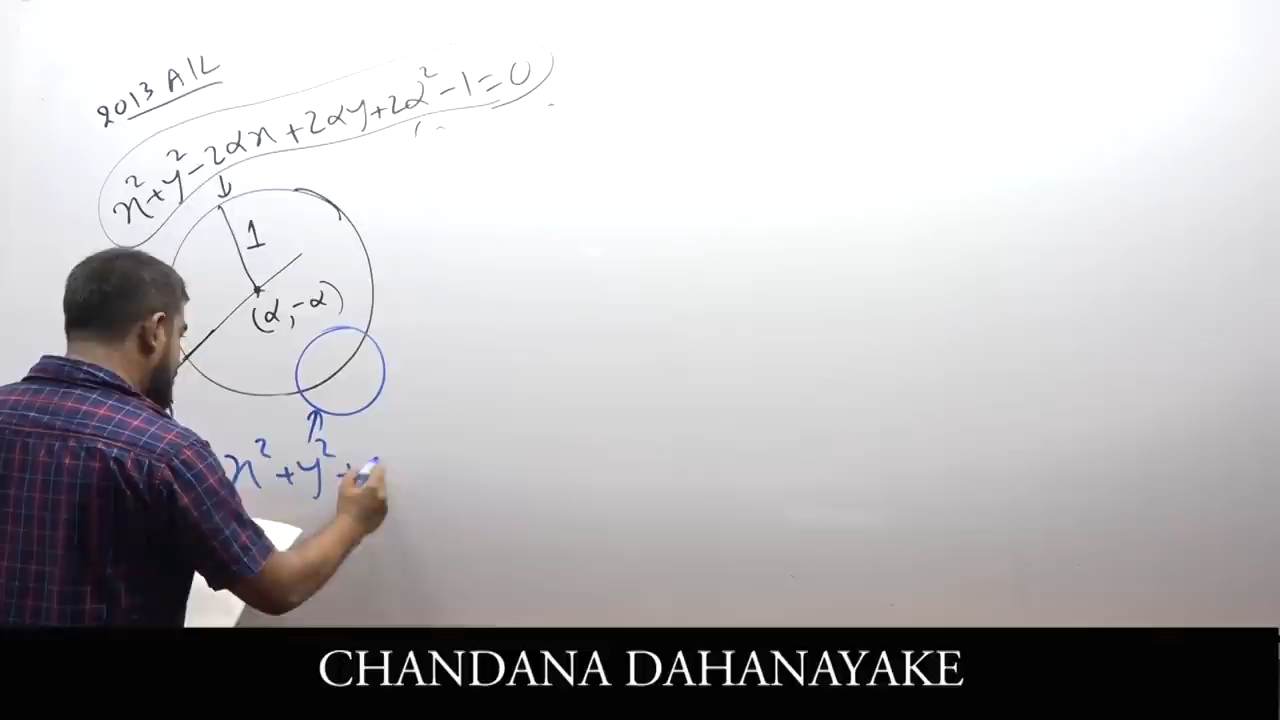 2013 A/L
x²+y²-2αx+2αy+2α²-1=0
1
(α,-α)
x²+y²+
CHANDANA DAHANAYAKE